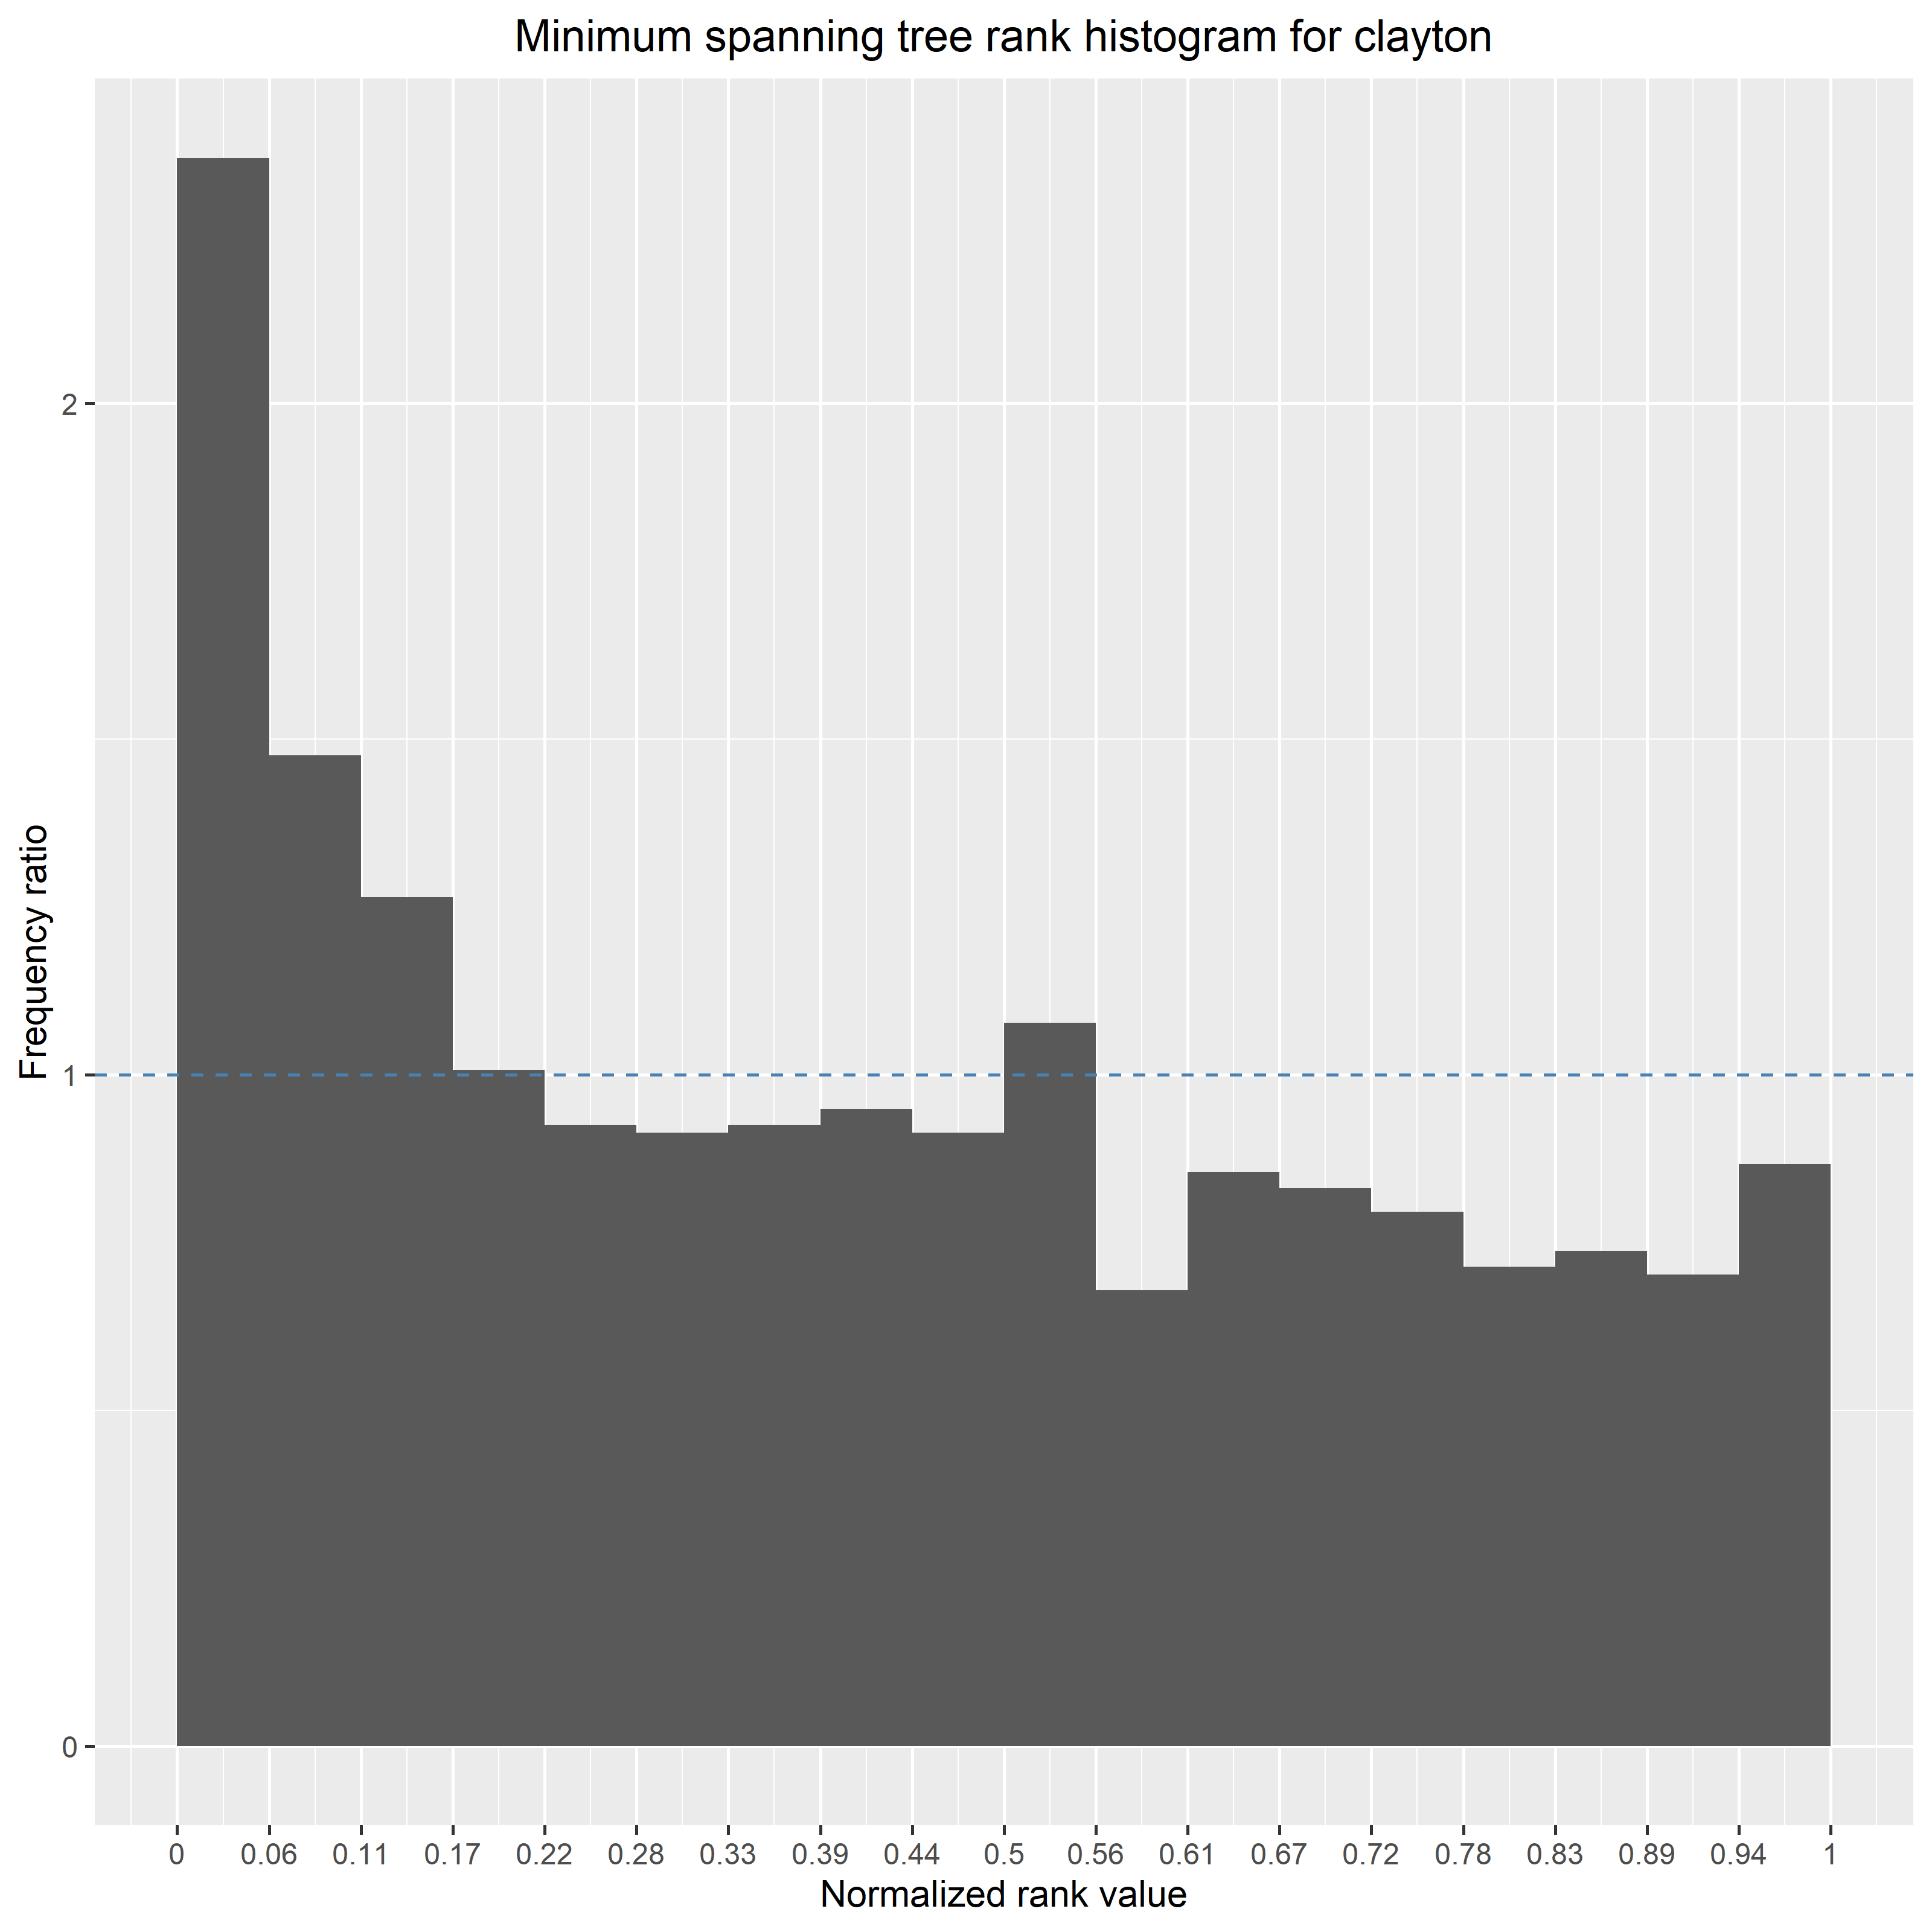 Minimum spanning tree rank histogram for clayton
Frequency ratio
2
1
0
0 0.06 0.11 0.17 0.22 0.28 0.33 0.39 0.44 0.5 0.56 0.61 0.67 0.72 0.78 0.83 0.89 0.94 1
Normalized rank value